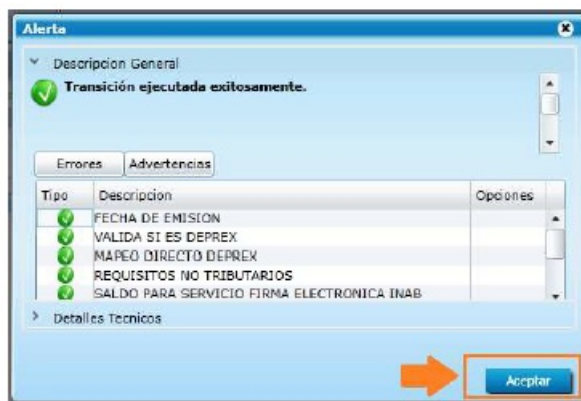 Alerta
Descripcion General
Transición ejecutada exitosamente.
Errores Advertencias
Tipo Descripcion Opciones
FECHA DE EMISION
VALIDA SI ES DEPREX
MAPEO DIRECTO DEPREX
REQUISITOS NO TRIBUTARIOS
SALDO PARA SERVICIO FIRMA ELECTRONICA INAB
Detalles Tecnicos
Aceptar